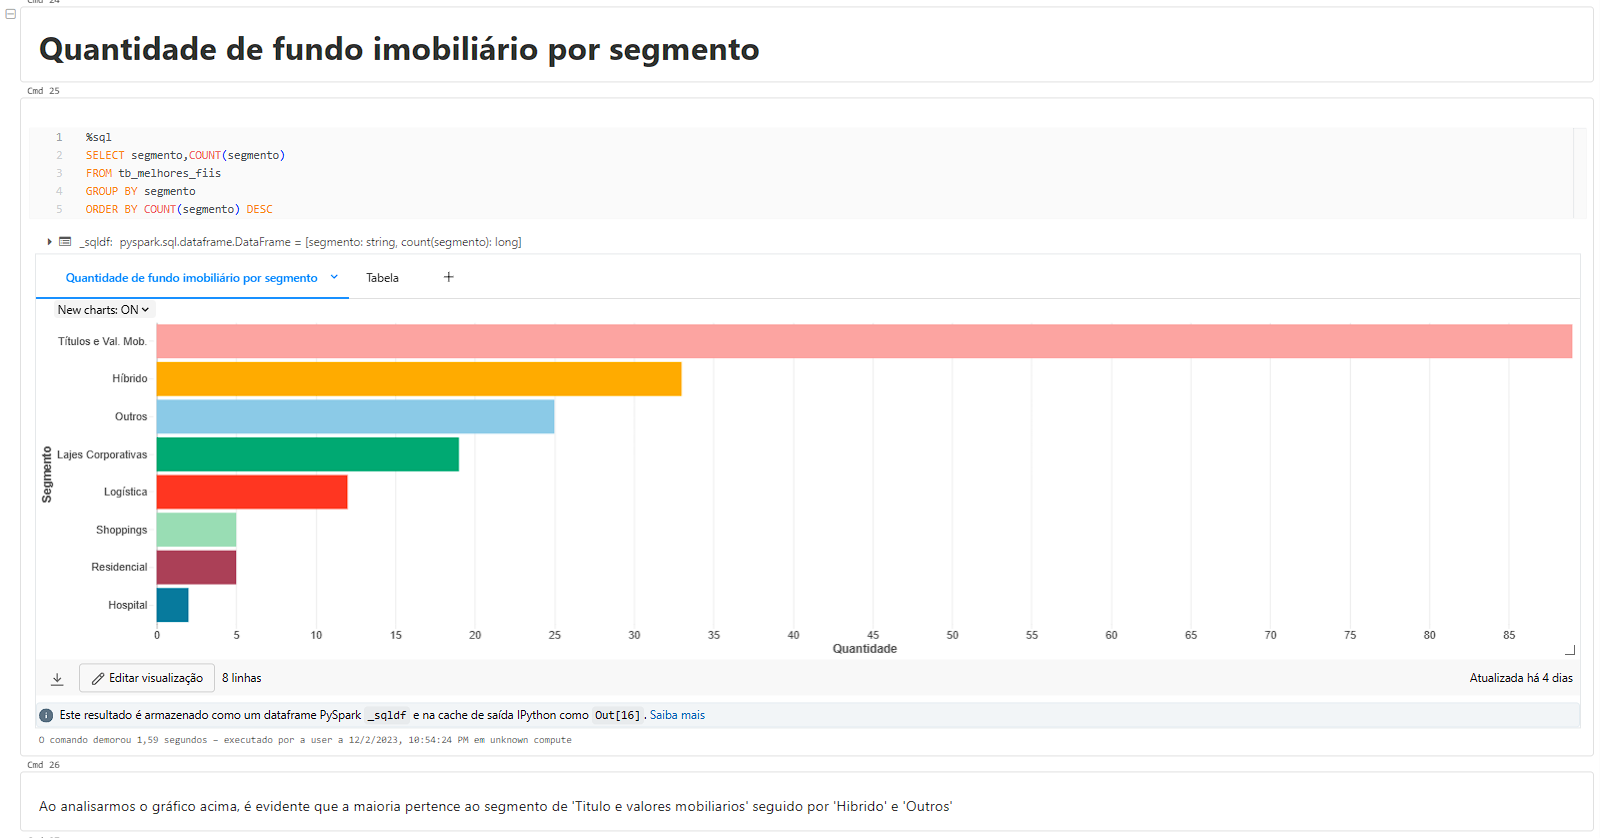 Cmd 24
Quantidade de fundo imobiliário por segmento
Cmd 25
1 %sql
2 SELECT segmento,COUNT(segmento)
3 FROM tb_melhores_fiis
4 GROUP BY segmento
5 ORDER BY COUNT(segmento) DESC
_sqldf: pyspark.sql.dataframe.DataFrame = [segmento: string, count(segmento): long]
Quantidade de fundo imobiliário por segmento Tabela +
New charts: ON
Títulos e Val. Mob.
Híbrido
Outros
Lajes Corporativas
Logística
Shoppings
Residencial
Hospital
Segmento
0 5 10 15 20 25 30 35 40 45 50 55 60 65 70 75 80 85
Quantidade
Editar visualização 8 linhas Atualizada há 4 dias
Este resultado é armazenado como um dataframe PySpark _sqldf e na cache de saída IPython como Out[16]. Saiba mais
O comando demorou 1,59 segundos – executado por a user a 12/2/2023, 10:54:24 PM em unknown compute
Cmd 26
Ao analisarmos o gráfico acima, é evidente que a maioria pertence ao segmento de 'Titulo e valores mobiliarios' seguido por 'Hibrido' e 'Outros'